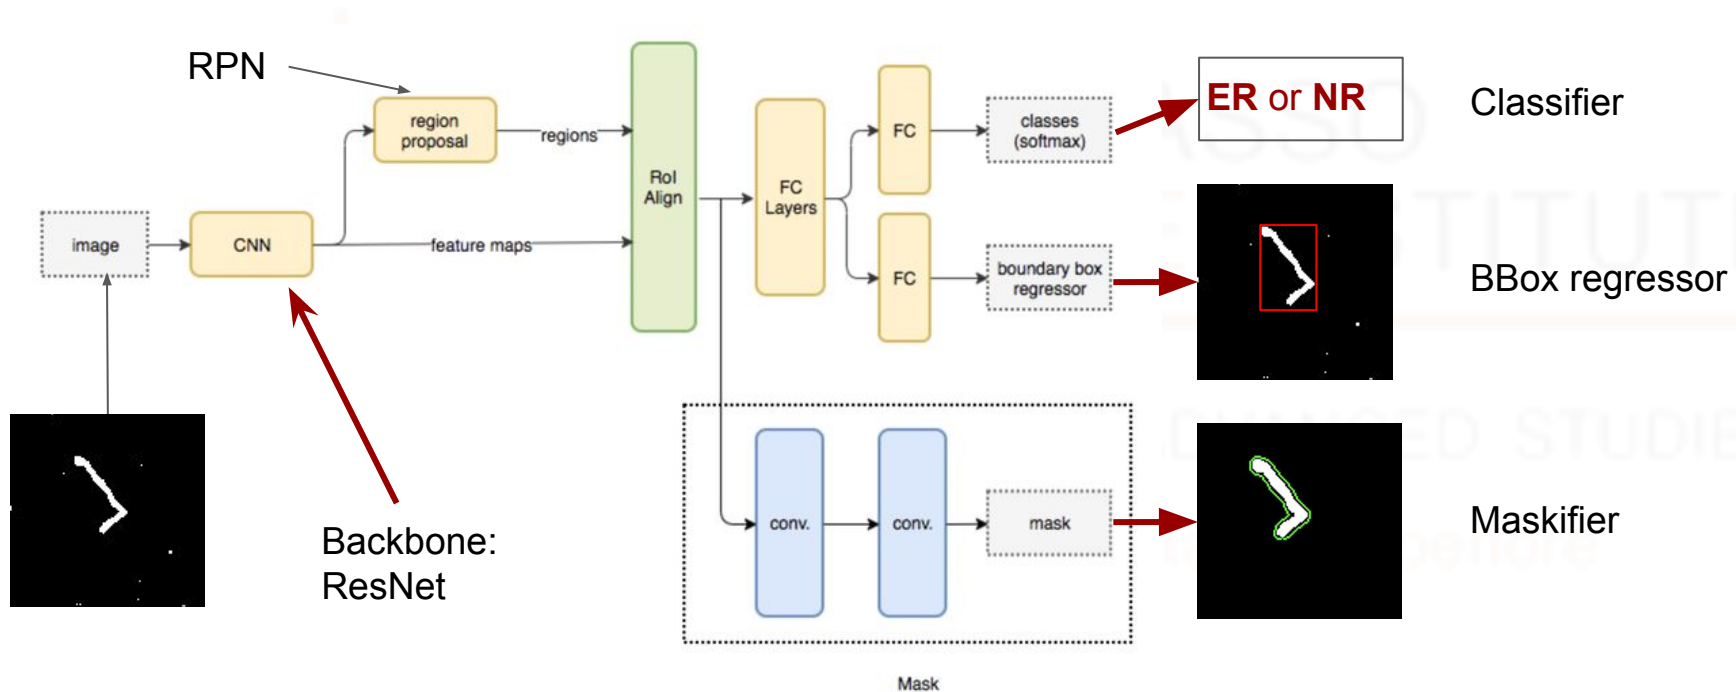 RPN
region
proposal
regions
image
CNN
feature maps
RoI
Align
FC
Layers
FC
FC
classes
(softmax)
boundary box
regressor
ER or NR
Classifier
BBox regressor
Backbone:
ResNet
conv.
conv.
mask
Maskifier
Mask
STUDIE